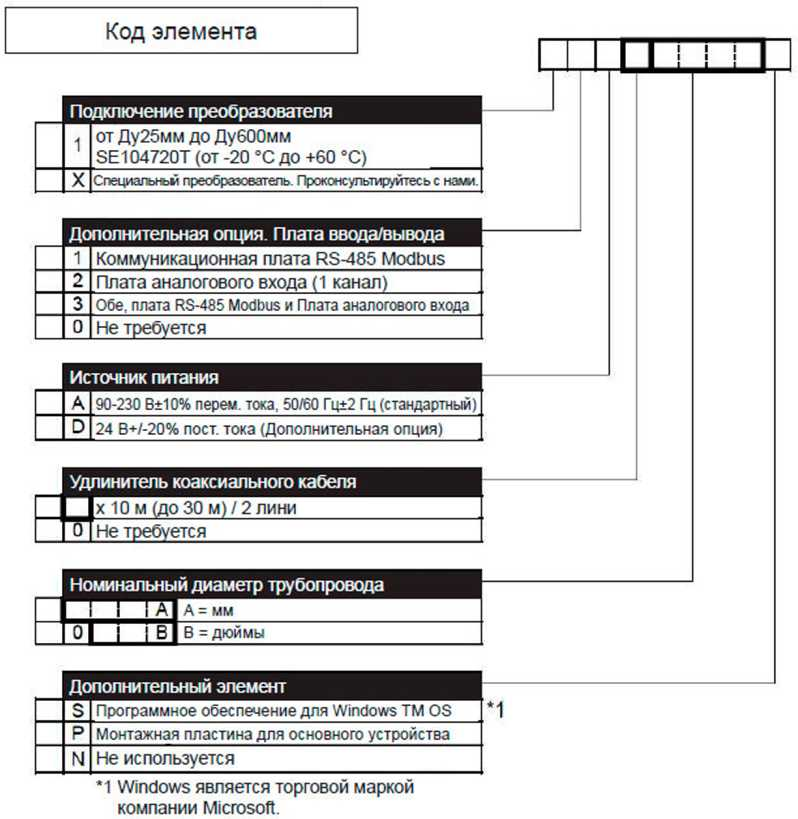 Код элемента
Подключение преобразователя
1 от Ду25мм до Ду600мм
SE104720T (от -20 °C до +60 °C)
X Специальный преобразователь. Проконсультируйтесь с нами.
Дополнительная опция. Плата ввода/вывода
1 Коммуникационная плата RS-485 Modbus
2 Плата аналогового входа (1 канал)
3 Обе, плата RS-485 Modbus и Плата аналогового входа
0 Не требуется
Источник питания
A 90-230 В±10% перем. тока, 50/60 Гц±2 Гц (стандартный)
D 24 В+/-20% пост. тока (Дополнительная опция)
Удлинитель коаксиального кабеля
x 10 м (до 30 м) / 2 лини
0 Не требуется
Номинальный диаметр трубопровода
A A = мм
0 B B = дюймы
Дополнительный элемент
S Программное обеспечение для Windows TM OS *1
P Монтажная пластина для основного устройства
N Не используется
*1 Windows является торговой маркой
компании Microsoft.